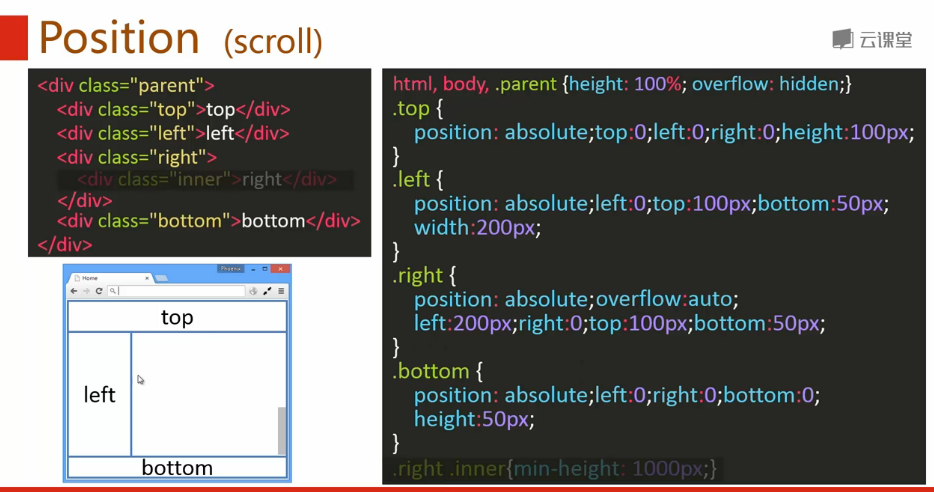 Position (scroll)
云课堂
<div class="parent">
<div class="top">top</div>
<div class="left">left</div>
<div class="right">
<div class="inner">right</div>
</div>
<div class="bottom">bottom</div>
</div>
html, body, .parent {height: 100%; overflow: hidden;}
.top {
position: absolute;top:0;left:0;right:0;height:100px;
}
.left {
position: absolute;left:0;top:100px;bottom:50px;
width:200px;
}
.right {
position: absolute;overflow:auto;
left:200px;right:0;top:100px;bottom:50px;
}
.bottom {
position: absolute;left:0;right:0;bottom:0;
height:50px;
}
.right .inner{min-height: 1000px;}
Home
top
left
bottom